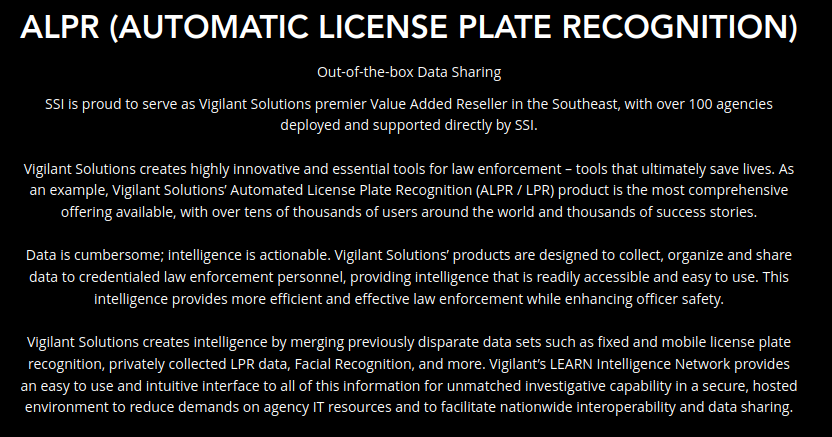 ALPR (AUTOMATIC LICENSE PLATE RECOGNITION)
Out-of-the-box Data Sharing
SSI is proud to serve as Vigilant Solutions premier Value Added Reseller in the Southeast, with over 100 agencies
deployed and supported directly by SSI.
Vigilant Solutions creates highly innovative and essential tools for law enforcement – tools that ultimately save lives. As
an example, Vigilant Solutions’ Automated License Plate Recognition (ALPR / LPR) product is the most comprehensive
offering available, with over tens of thousands of users around the world and thousands of success stories.
Data is cumbersome; intelligence is actionable. Vigilant Solutions’ products are designed to collect, organize and share
data to credentialed law enforcement personnel, providing intelligence that is readily accessible and easy to use. This
intelligence provides more efficient and effective law enforcement while enhancing officer safety.
Vigilant Solutions creates intelligence by merging previously disparate data sets such as fixed and mobile license plate
recognition, privately collected LPR data, Facial Recognition, and more. Vigilant’s LEARN Intelligence Network provides
an easy to use and intuitive interface to all of this information for unmatched investigative capability in a secure, hosted
environment to reduce demands on agency IT resources and to facilitate nationwide interoperability and data sharing.